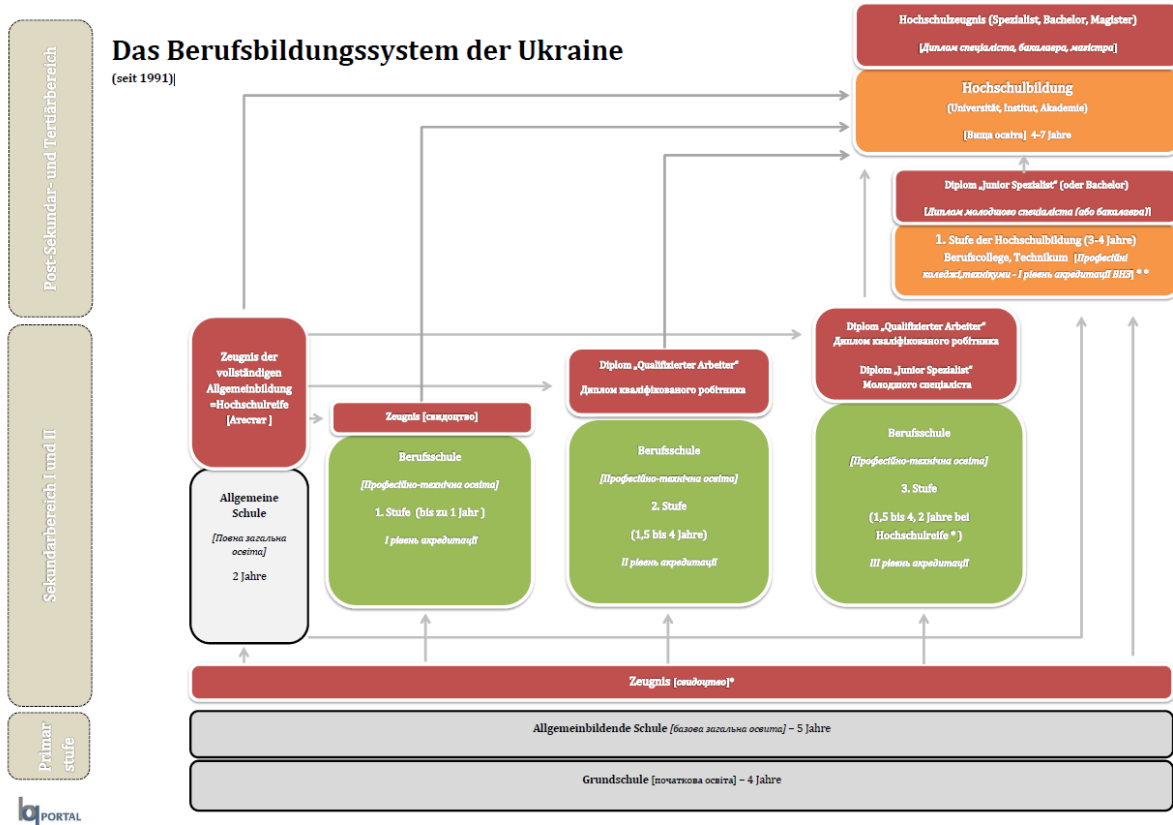 Das Berufsbildungssystem der Ukraine
(seit 1991)
Post-Sekundar- und Tertiärbereich
Sekundarbereich I und II
Primar
stufe
Hochschulzeugnis (Spezialist, Bachelor, Magister)
[Диплом спеціаліста, бакалавра, магістра]
Hochschulbildung
(Universität, Institut, Akademie)
[Вища освіта] 4-7 Jahre
Diplom „Junior Spezialist“ (oder Bachelor)
[Диплом молодшого спеціаліста (або бакалавра)]
1. Stufe der Hochschulbildung (3-4 Jahre)
Berufscollege, Technikum [Професійні
коледжі,технікуми - І рівень акредитації ВНЗ] **
Zeugnis der
vollständigen
Allgemeinbildung
=Hochschulreife
[Атестат ]
Allgemeine
Schule
[Повна загальна
освіта]
2 Jahre
Zeugnis [свидоцтво]
Berufsschule
[Професійно-технічна освіта]
1. Stufe (bis zu 1 Jahr )
І рівень акредитації
Diplom „Qualifizierter Arbeiter“
Диплом кваліфікованого робітника
Berufsschule
[Професійно-технічна освіта]
2. Stufe
(1,5 bis 4 Jahre)
ІІ рівень акредитації
Diplom „Qualifizierter Arbeiter“
Диплом кваліфікованого робітника
Diplom „Junior Spezialist“
Молодшого спеціаліста
Berufsschule
[Професійно-технічна освіта]
3. Stufe
(1,5 bis 4, 2 Jahre bei
Hochschulreife * )
ІІІ рівень акредитації
Zeugnis [свидоцтво]*
Allgemeinbildende Schule [базова загальна освита] – 5 Jahre
Grundschule [початкова освіта] – 4 Jahre
bq PORTAL